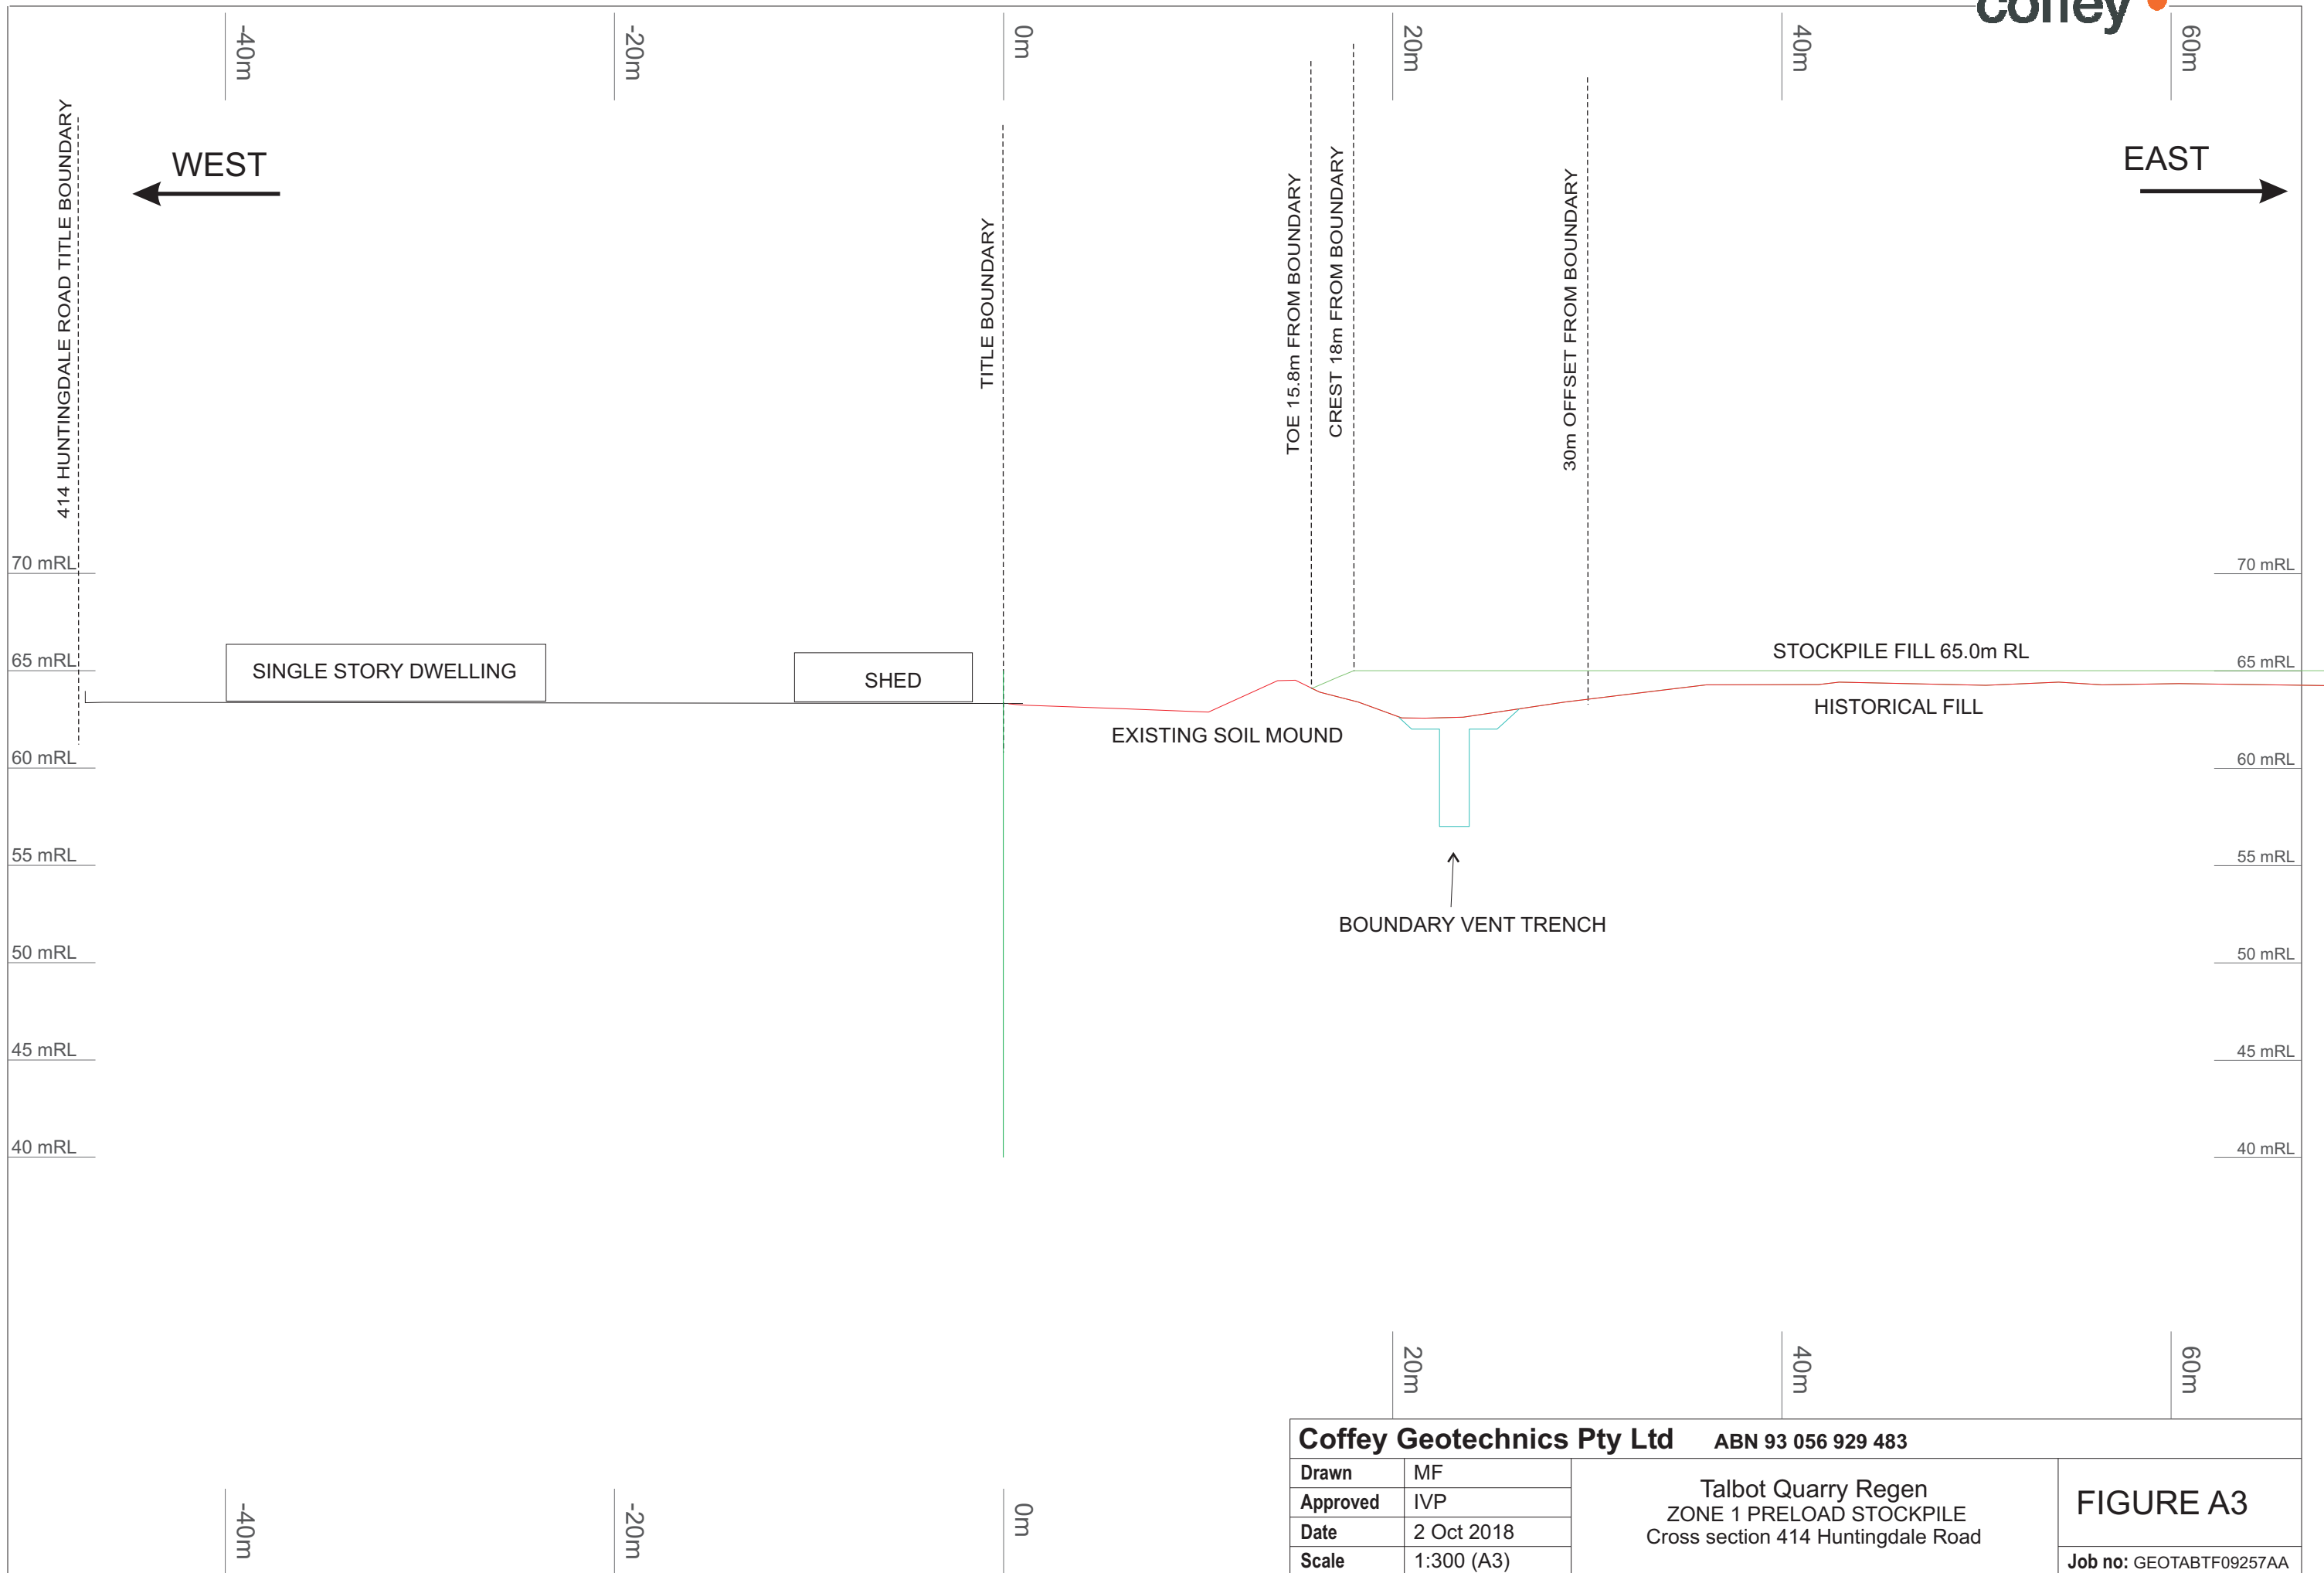 coffey
-40m
-20m
0m
20m
40m
60m
WEST
EAST
414 HUNTINGDALE ROAD TITLE BOUNDARY
TITLE BOUNDARY
TOE 15.8m FROM BOUNDARY
CREST 18m FROM BOUNDARY
30m OFFSET FROM BOUNDARY
70 mRL
70 mRL
65 mRL
SINGLE STORY DWELLING
SHED
STOCKPILE FILL 65.0m RL
65 mRL
HISTORICAL FILL
EXISTING SOIL MOUND
60 mRL
60 mRL
55 mRL
55 mRL
BOUNDARY VENT TRENCH
50 mRL
50 mRL
45 mRL
45 mRL
40 mRL
40 mRL
20m
40m
60m
-40m
-20m
0m
Coffey Geotechnics Pty Ltd ABN 93 056 929 483
Drawn MF
Approved IVP
Date 2 Oct 2018
Scale 1:300 (A3)
Talbot Quarry Regen
ZONE 1 PRELOAD STOCKPILE
Cross section 414 Huntingdale Road
FIGURE A3
Job no: GEOTABTF09257AA